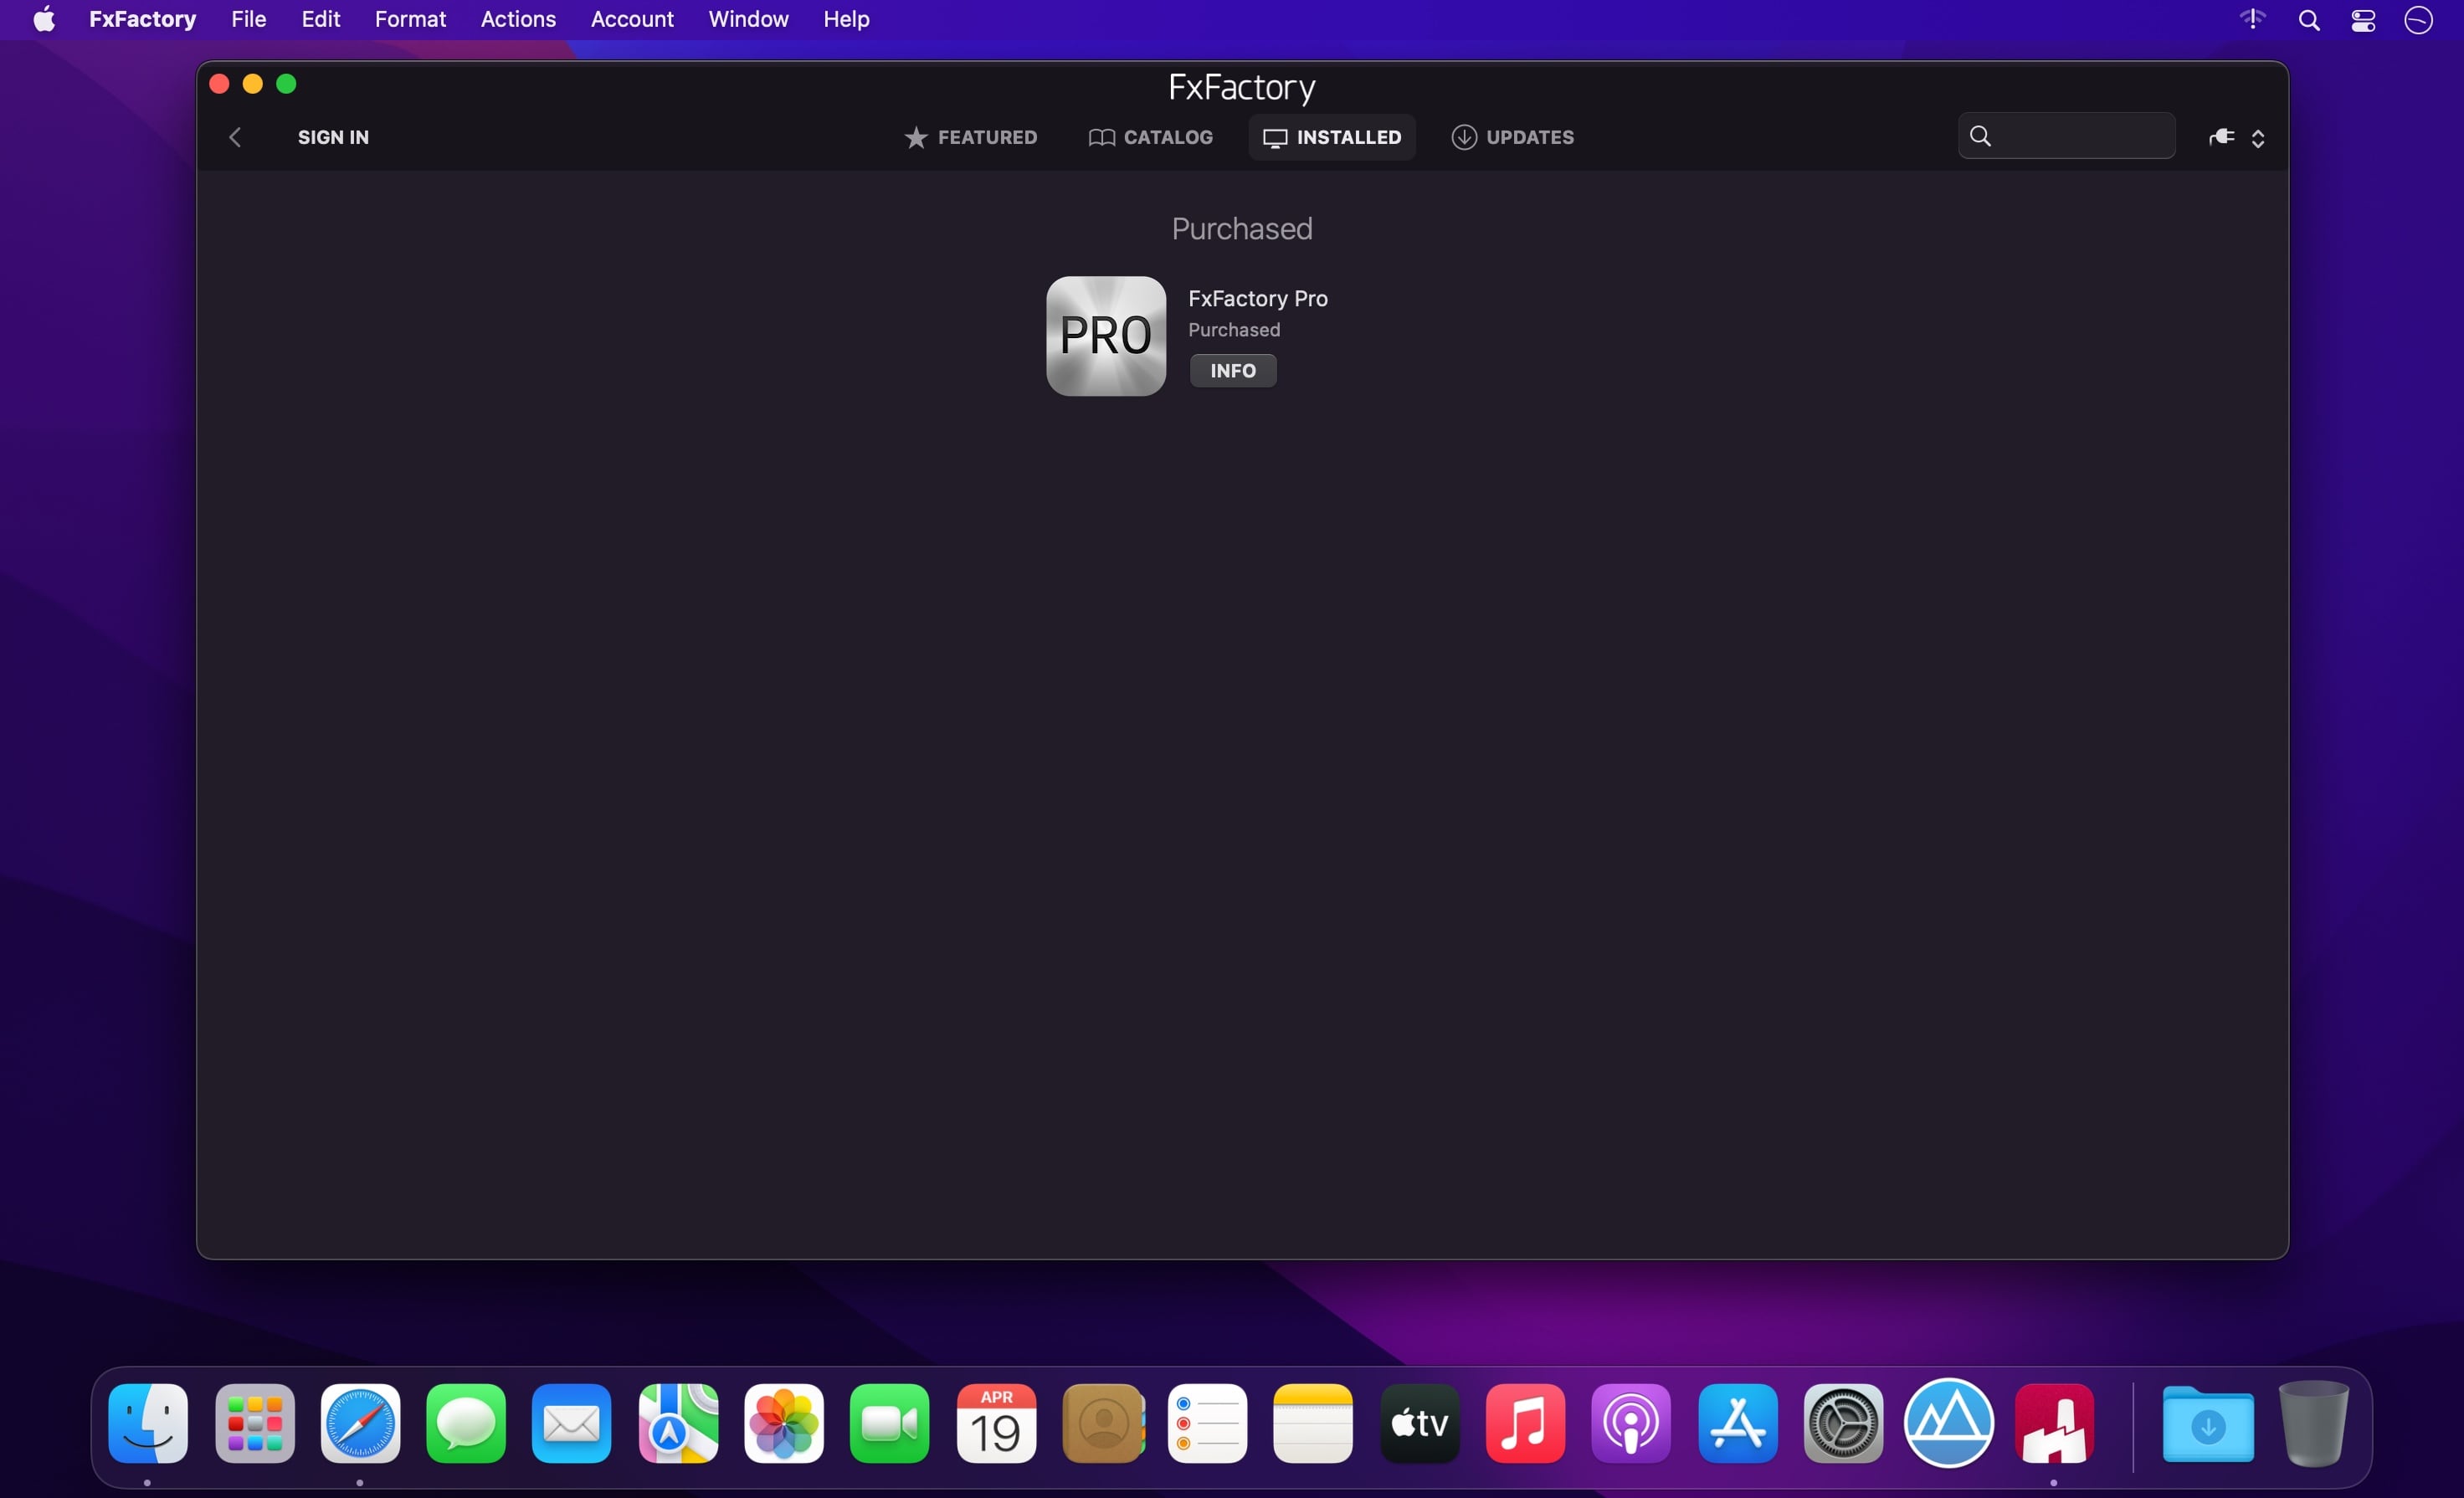 FxFactory File Edit Format Actions Account Window Help
FxFactory
SIGN IN FEATURED CATALOG INSTALLED UPDATES
Purchased
PRO
FxFactory Pro
Purchased
INFO
APR
19
tv